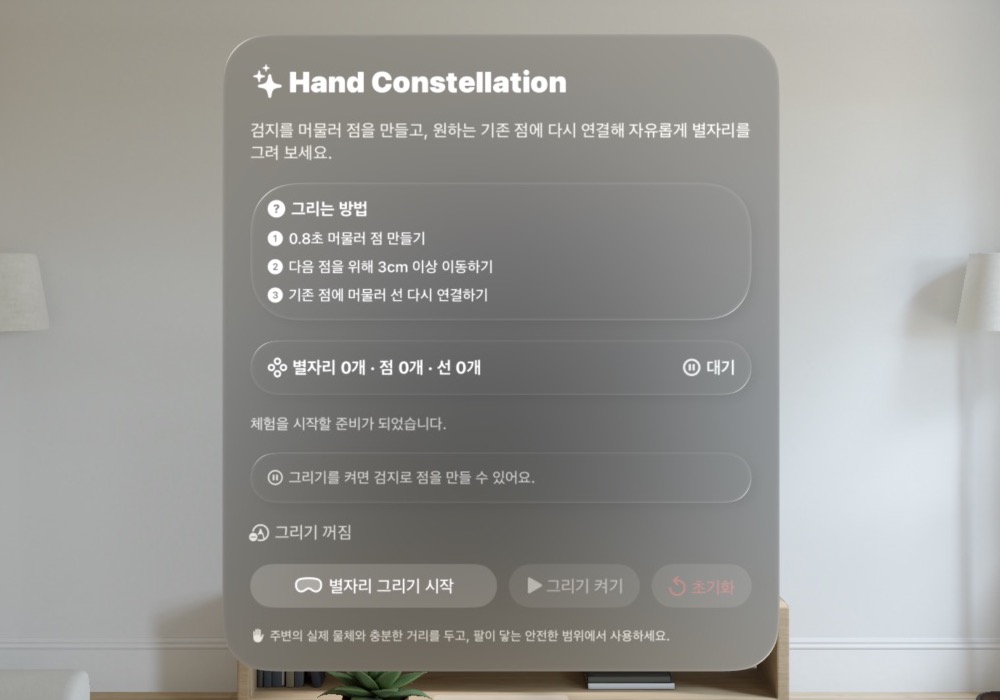 Hand Constellation
검지를 머물러 점을 만들고, 원하는 기존 점에 다시 연결해 자유롭게 별자리를
그려 보세요.
? 그리는 방법
1 0.8초 머물러 점 만들기
2 다음 점을 위해 3cm 이상 이동하기
3 기존 점에 머물러 선 다시 연결하기
별자리 0개 · 점 0개 · 선 0개 대기
체험을 시작할 준비가 되었습니다.
그리기를 켜면 검지로 점을 만들 수 있어요.
그리기 꺼짐
별자리 그리기 시작 그리기 켜기 초기화
주변의 실제 물체와 충분한 거리를 두고, 팔이 닿는 안전한 범위에서 사용하세요.